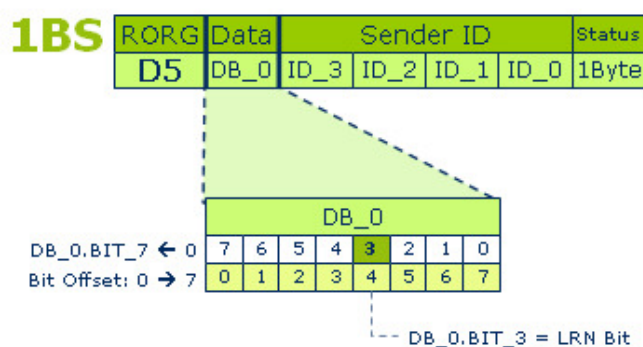 1BS RORG Data Sender ID Status
D5 DB_0 ID_3 ID_2 ID_1 ID_0 1Byte
DB_0
DB_0.BIT_7 ← 0 7 6 5 4 3 2 1 0
Bit Offset: 0 → 7 0 1 2 3 4 5 6 7
DB_0.BIT_3 = LRN Bit